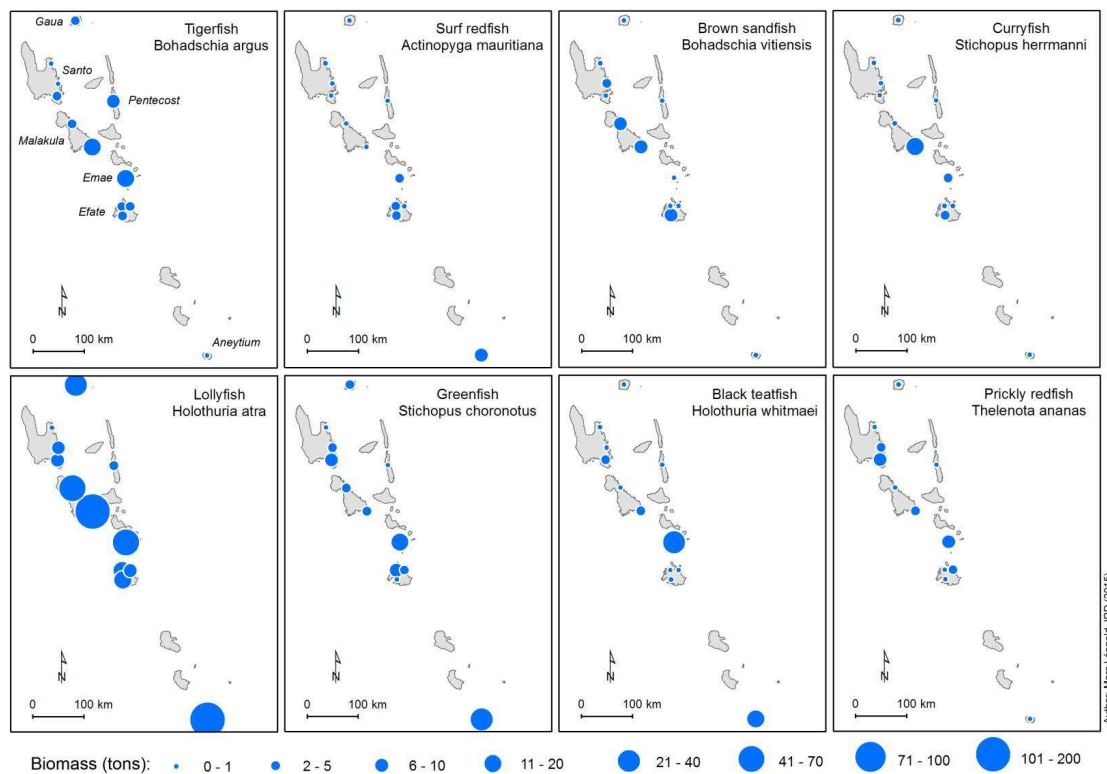 Gaua
Tigerfish
Bohadschia argus
Santo
Pentecost
Malakula
Emae
Efate
N
0 100 km
Aneytium
Surf redfish
Actinopyga mauritiana
N
0 100 km
Brown sandfish
Bohadschia vitiensis
N
0 100 km
Curryfish
Stichopus herrmanni
N
0 100 km
Lollyfish
Holothuria atra
N
0 100 km
Greenfish
Stichopus choronotus
N
0 100 km
Black teatfish
Holothuria whitmaei
N
0 100 km
Prickly redfish
Thelenota ananas
N
0 100 km
Biomass (tons): 0 - 1 2 - 5 6 - 10 11 - 20 21 - 40 41 - 70 71 - 100 101 - 200